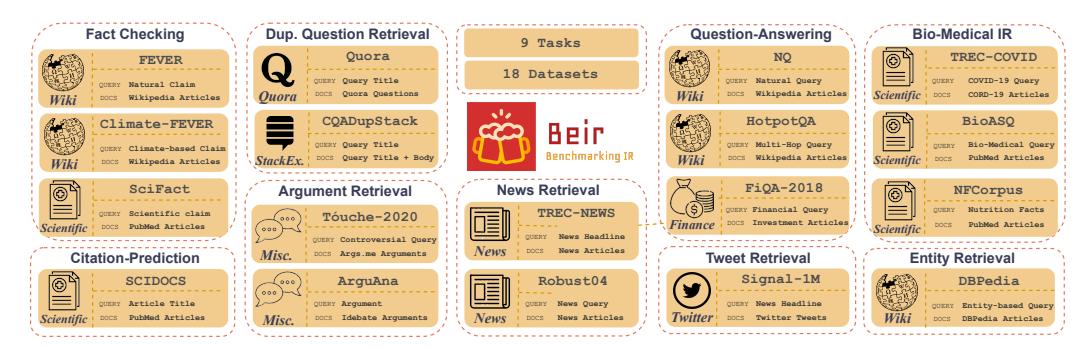 Fact Checking
FEVER
Wiki
QUERY Natural Claim
DOCS Wikipedia Articles
Climate-FEVER
Wiki
QUERY Climate-based Claim
DOCS Wikipedia Articles
SciFact
Scientific
QUERY Scientific claim
DOCS PubMed Articles
Citation-Prediction
SCIDOCS
Scientific
QUERY Article Title
DOCS PubMed Articles
Dup. Question Retrieval
Quora
Q
Quora
QUERY Query Title
DOCS Quora Questions
CQADupStack
StackEx.
QUERY Query Title
DOCS Query Title + Body
Argument Retrieval
Tóuche-2020
Misc.
QUERY Controversial Query
DOCS Args.me Arguments
ArguAna
Misc.
QUERY Argument
DOCS Idebate Arguments
9 Tasks
18 Datasets
Beir
Benchmarking IR
News Retrieval
TREC-NEWS
News
QUERY News Headline
DOCS News Articles
Robust04
News
QUERY News Query
DOCS News Articles
Question-Answering
NQ
Wiki
QUERY Natural Query
DOCS Wikipedia Articles
HotpotQA
Wiki
QUERY Multi-Hop Query
DOCS Wikipedia Articles
FiQA-2018
Finance
QUERY Financial Query
DOCS Investment Articles
Tweet Retrieval
Signal-1M
Twitter
QUERY News Headline
DOCS Twitter Tweets
Bio-Medical IR
TREC-COVID
Scientific
QUERY COVID-19 Query
DOCS CORD-19 Articles
BioASQ
Scientific
QUERY Bio-Medical Query
DOCS PubMed Articles
NFCorpus
Scientific
QUERY Nutrition Facts
DOCS PubMed Articles
Entity Retrieval
DBPedia
Wiki
QUERY Entity-based Query
DOCS DBPedia Articles